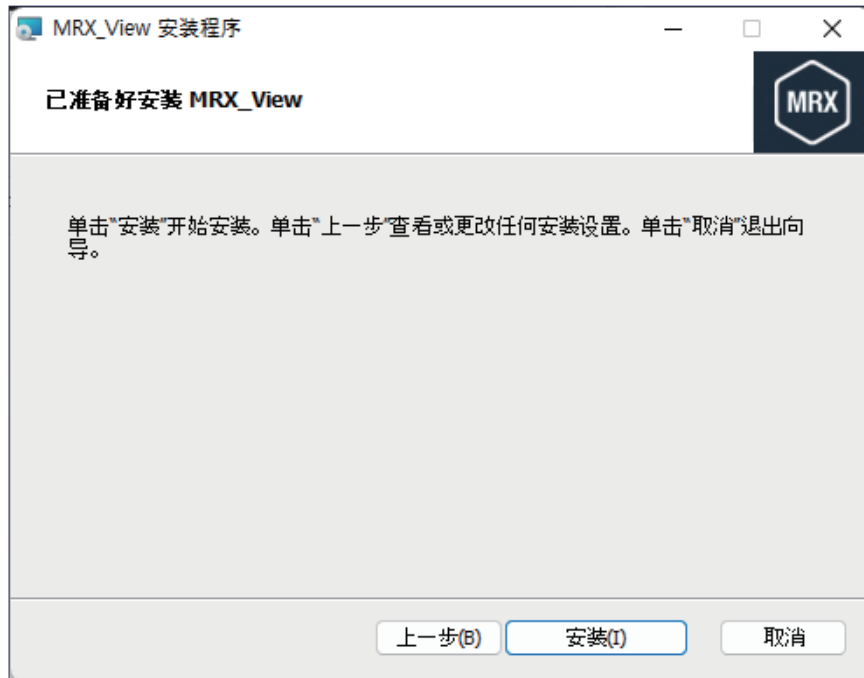 MRX_View 安装程序
已准备好安装 MRX_View
MRX
单击"安装"开始安装。单击"上一步"查看或更改任何安装设置。单击"取消"退出向
导。
上一步(B)
安装(I)
取消